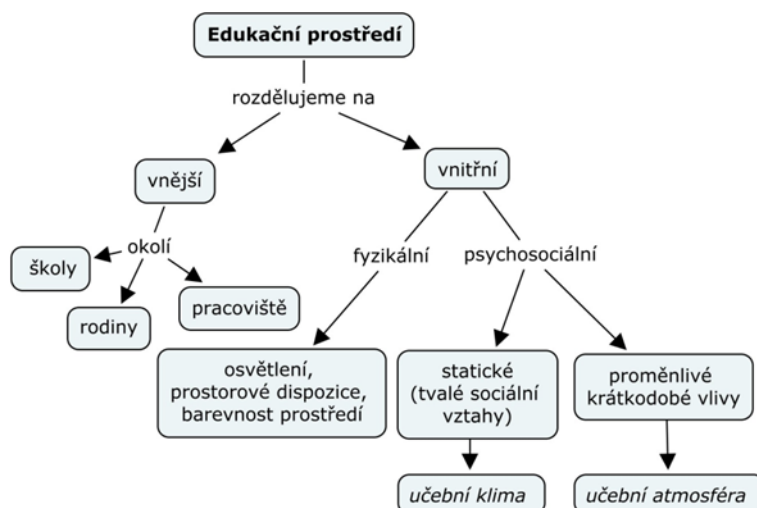 Edukační prostředí
rozdělujeme na
vnější
vnitřní
okolí
školy
rodiny
pracoviště
fyzikální
psychosociální
osvětlení,
prostorové dispozice,
barevnost prostředí
statické
(tvalé sociální
vztahy)
proměnlivé
krátkodobé vlivy
učební klima
učební atmosféra